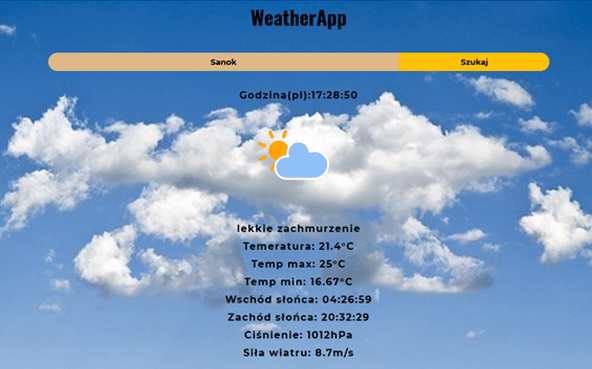 WeatherApp
Sanok Szukaj
Godzina(pl):17:28:50
lekkie zachmurzenie
Temeratura: 21.4°C
Temp max: 25°C
Temp min: 16.67°C
Wschód słońca: 04:26:59
Zachód słońca: 20:32:29
Ciśnienie: 1012hPa
Siła wiatru: 8.7m/s